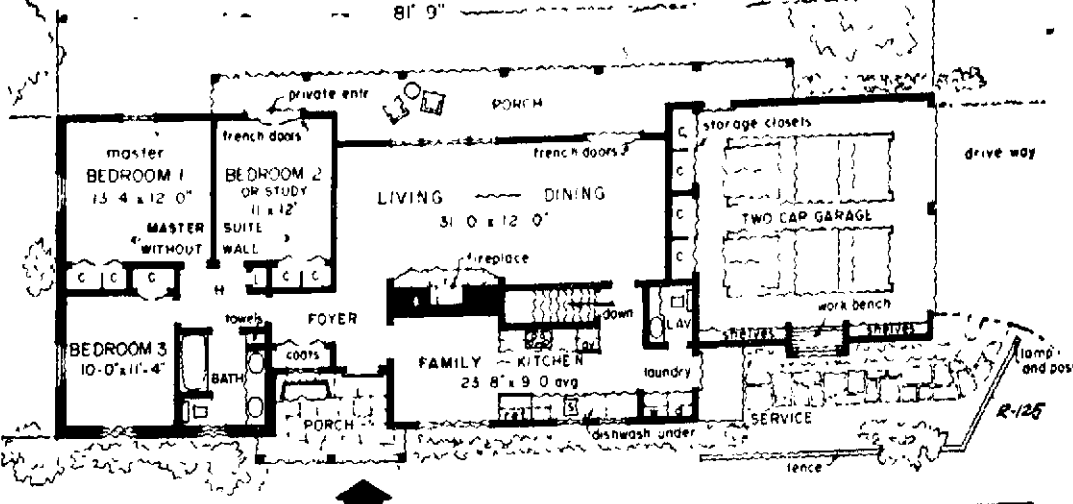 81' 9"
private entr
PORCH
french doors
storage closets
master
BEDROOM 1
13 4 x 12 0"
BEDROOM 2
OR STUDY
11 x 12'
french doors
drive way
LIVING — DINING
31 0 x 12 0"
TWO CAR GARAGE
MASTER SUITE
WITHOUT WALL
C
C
C
C
C
C
C
L
C
C
fireplace
H
work bench
towels
FOYER
down
LAV
shelves
shelves
BEDROOM 3
10-0" x 11'-4"
coats
BATH
FAMILY - KITCHEN
23 8" x 9 0 avg
ov
laundry
lamp
and post
PORCH
ref
S
w
d
dishwash under
SERVICE
R-125
fence